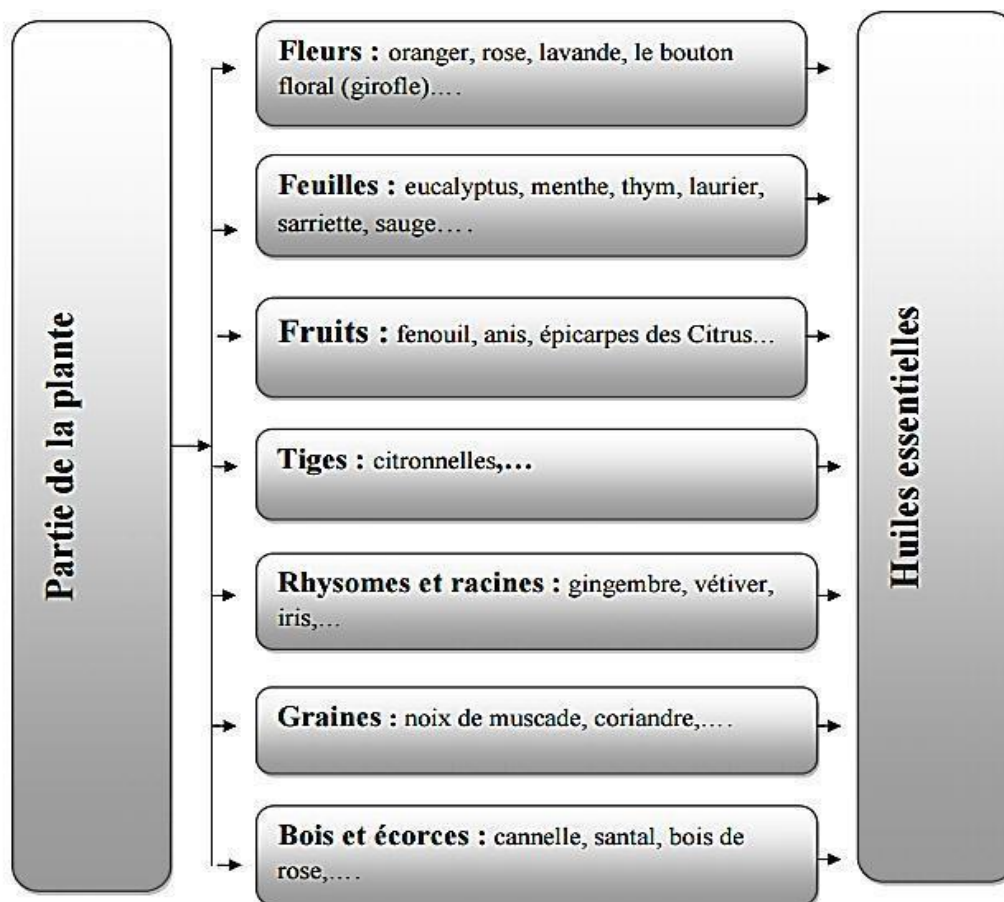 Partie de la plante
Fleurs : oranger, rose, lavande, le bouton
floral (girofle)….
Feuilles : eucalyptus, menthe, thym, laurier,
sarriette, sauge….
Fruits : fenouil, anis, épicarpes des Citrus…
Tiges : citronnelles,…
Rhysomes et racines : gingembre, vétiver,
iris,…
Graines : noix de muscade, coriandre,….
Bois et écorces : cannelle, santal, bois de
rose,….
Huiles essentielles